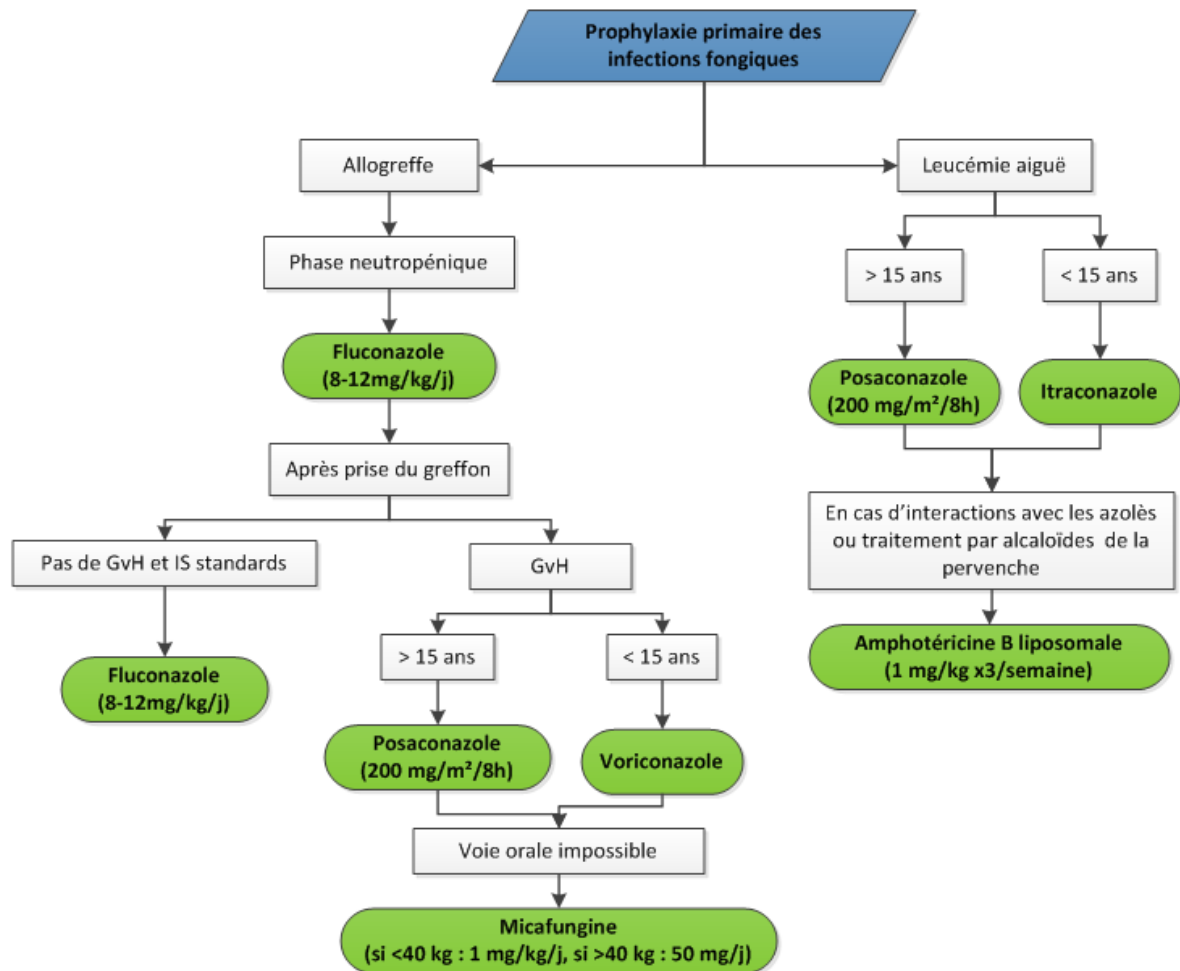 Prophylaxie primaire des
infections fongiques
Allogreffe
Leucémie aiguë
Phase neutropénique
> 15 ans
< 15 ans
Fluconazole
(8-12mg/kg/j)
Posaconazole
(200 mg/m²/8h)
Itraconazole
Après prise du greffon
En cas d'interactions avec les azolès
ou traitement par alcaloïdes de la
pervenche
Pas de GvH et IS standards
GvH
Amphotéricine B liposomale
(1 mg/kg x3/semaine)
> 15 ans
< 15 ans
Fluconazole
(8-12mg/kg/j)
Posaconazole
(200 mg/m²/8h)
Voriconazole
Voie orale impossible
Micafungine
(si <40 kg : 1 mg/kg/j, si >40 kg : 50 mg/j)